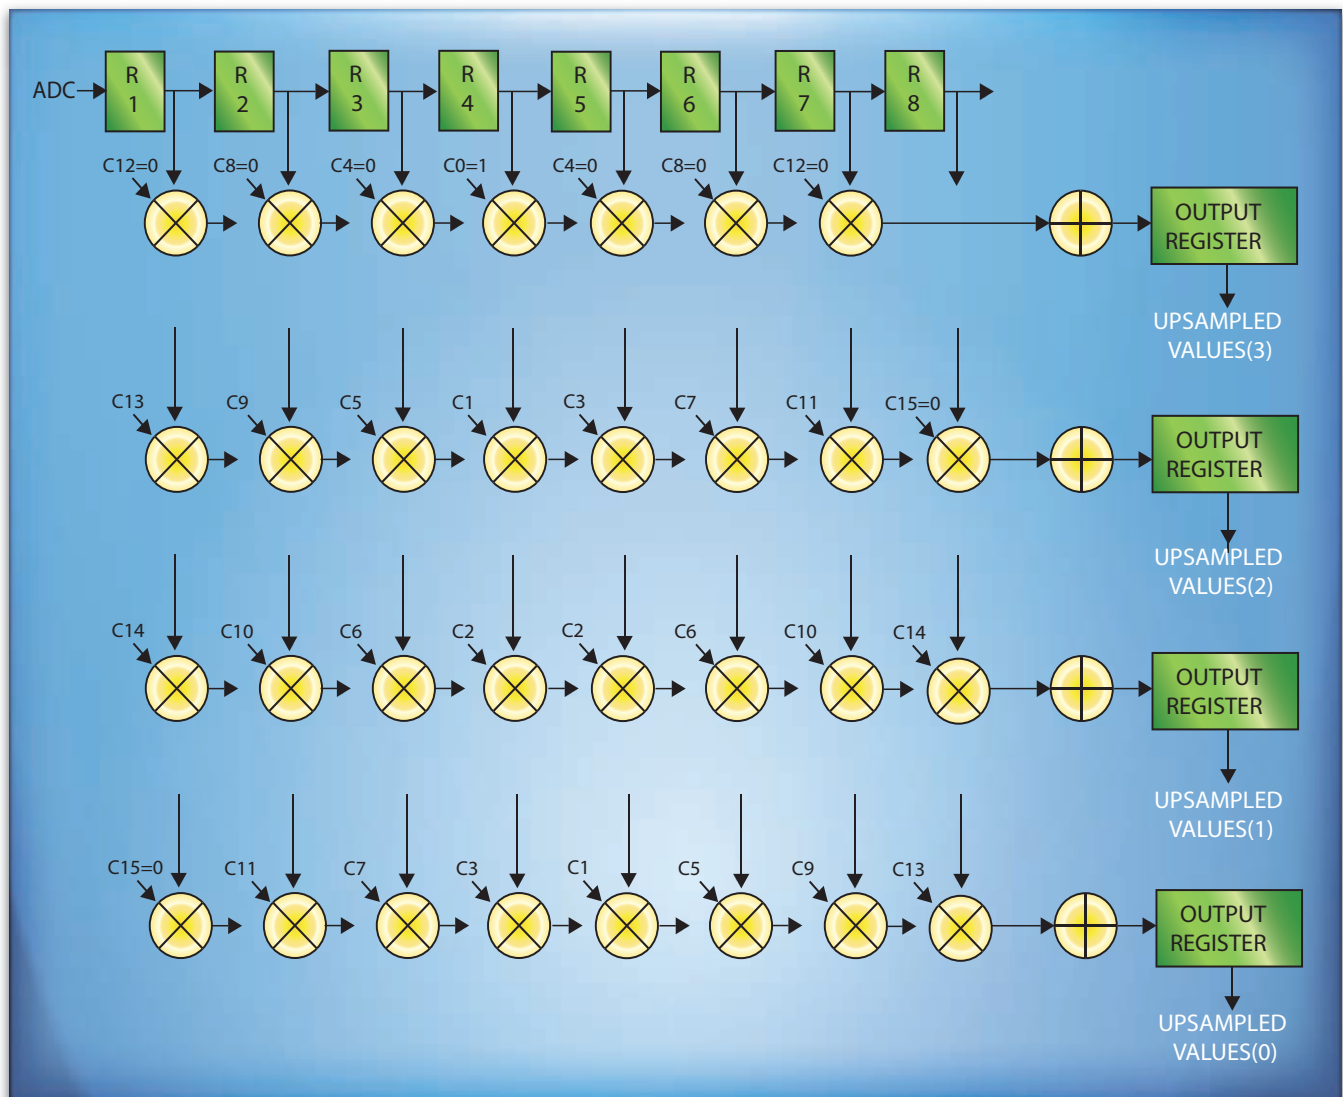 ADC
R 1
R 2
R 3
R 4
R 5
R 6
R 7
R 8
C12=0
C8=0
C4=0
C0=1
C4=0
C8=0
C12=0
OUTPUT
REGISTER
UPSAMPLED
VALUES(3)
C13
C9
C5
C1
C3
C7
C11
C15=0
OUTPUT
REGISTER
UPSAMPLED
VALUES(2)
C14
C10
C6
C2
C2
C6
C10
C14
OUTPUT
REGISTER
UPSAMPLED
VALUES(1)
C15=0
C11
C7
C3
C1
C5
C9
C13
OUTPUT
REGISTER
UPSAMPLED
VALUES(0)